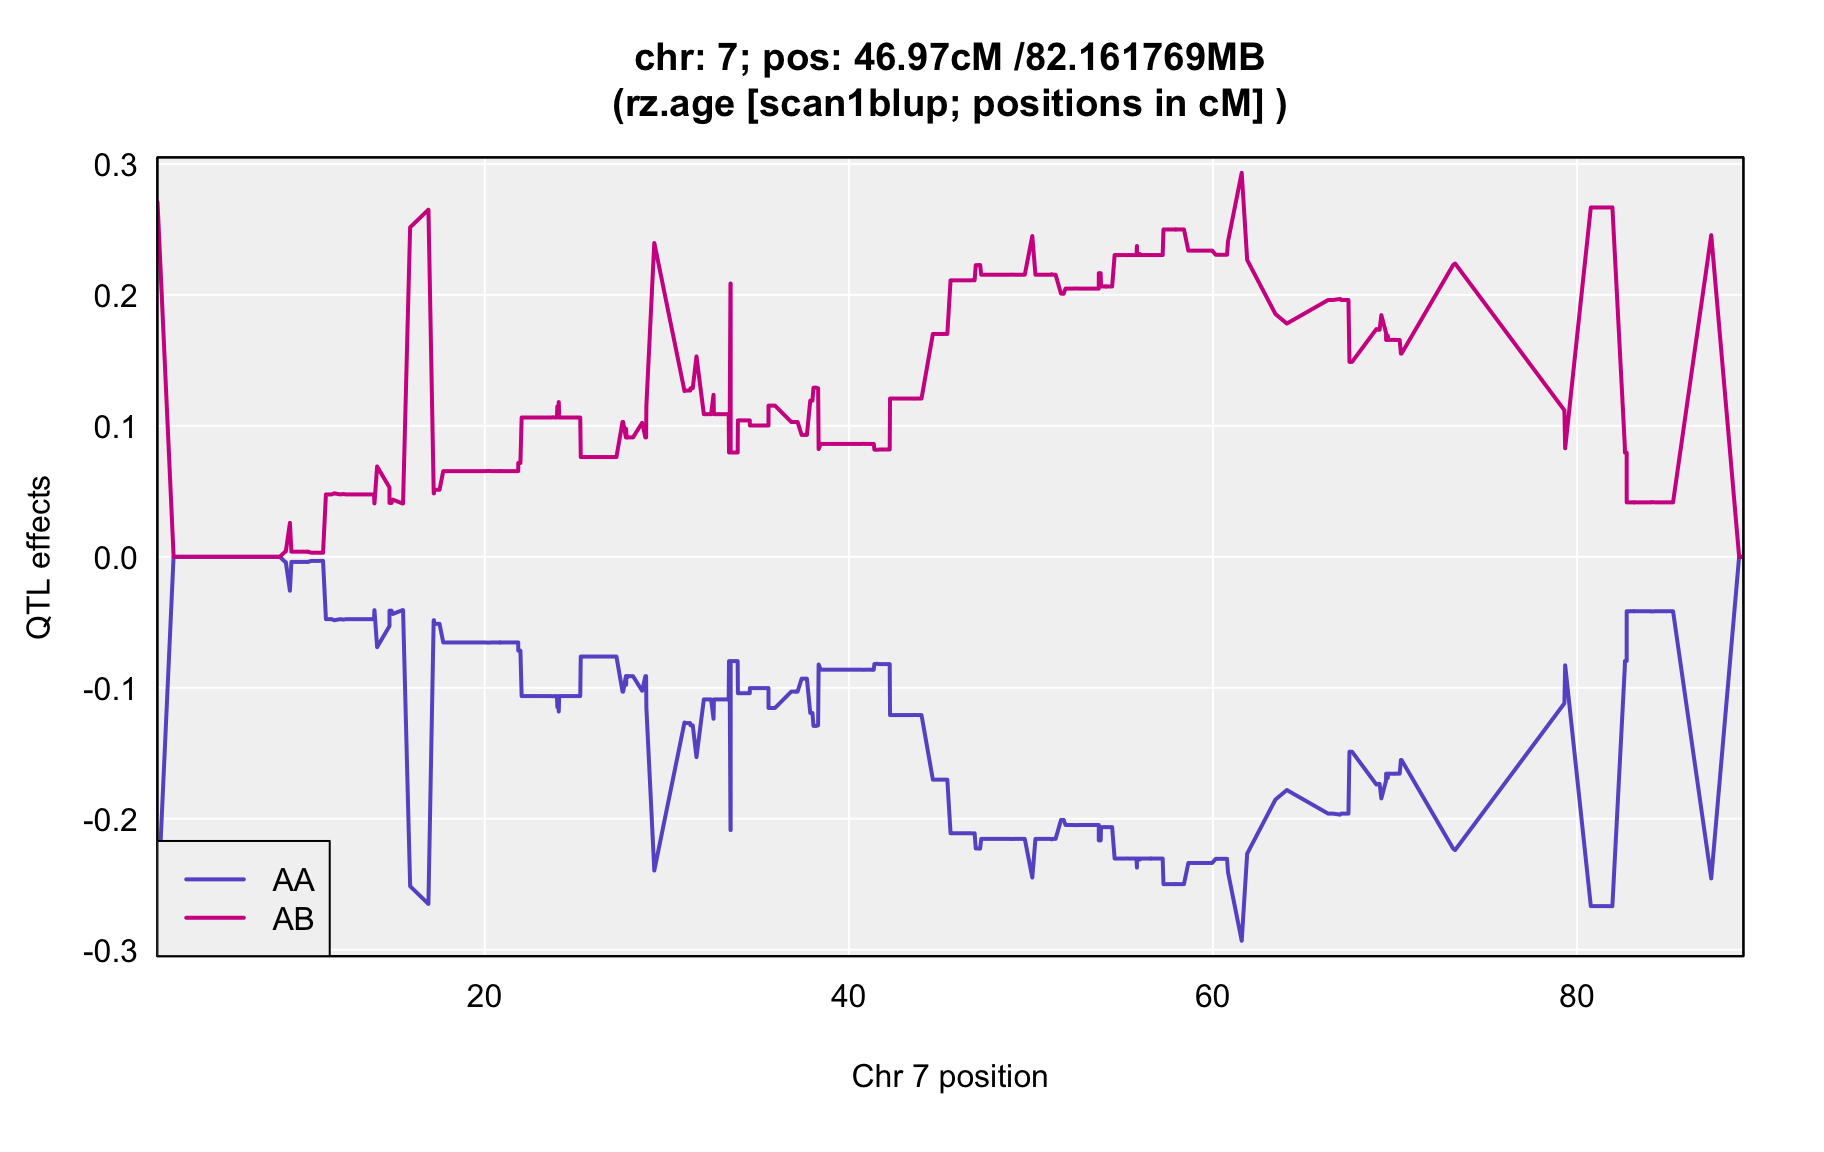 chr: 7; pos: 46.97cM /82.161769MB
(rz.age [scan1blup; positions in cM] )
QTL effects
0.3
0.2
0.1
0.0
-0.1
-0.2
-0.3
AA
AB
20 40 60 80
Chr 7 position